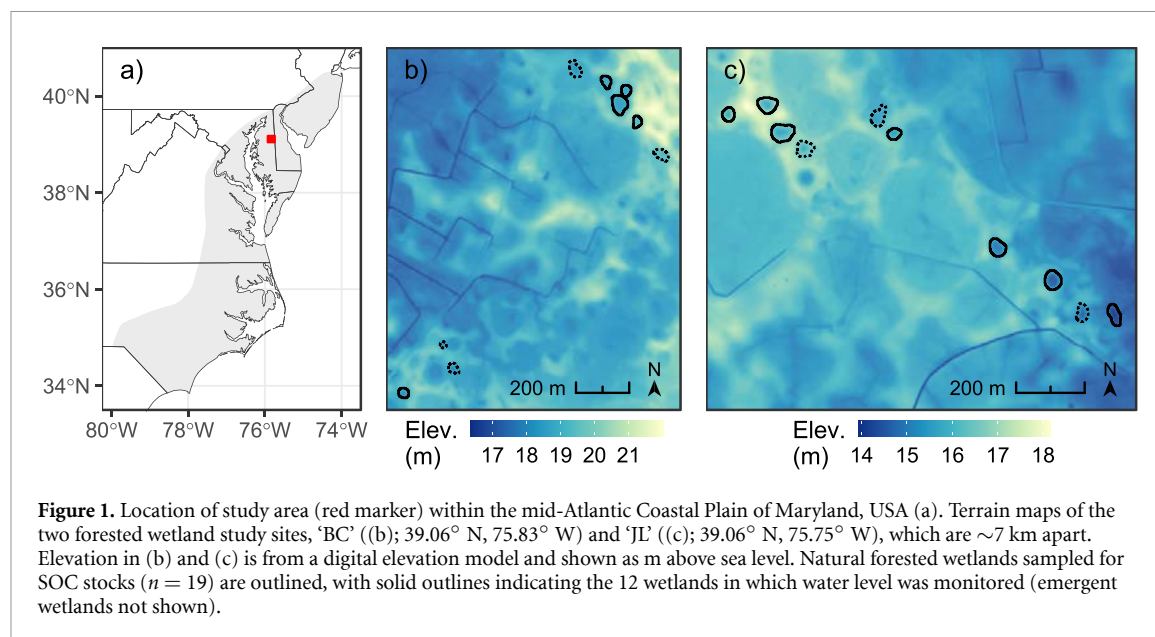 a)
40°N
38°N
36°N
34°N
80°W 78°W 76°W 74°W
b)
N
200 m
Elev.
(m)
17 18 19 20 21
c)
N
200 m
Elev.
(m)
14 15 16 17 18
Figure 1. Location of study area (red marker) within the mid-Atlantic Coastal Plain of Maryland, USA (a). Terrain maps of the
two forested wetland study sites, ‘BC’ ((b); 39.06° N, 75.83° W) and ‘JL’ ((c); 39.06° N, 75.75° W), which are ∼7 km apart.
Elevation in (b) and (c) is from a digital elevation model and shown as m above sea level. Natural forested wetlands sampled for
SOC stocks (n = 19) are outlined, with solid outlines indicating the 12 wetlands in which water level was monitored (emergent
wetlands not shown).